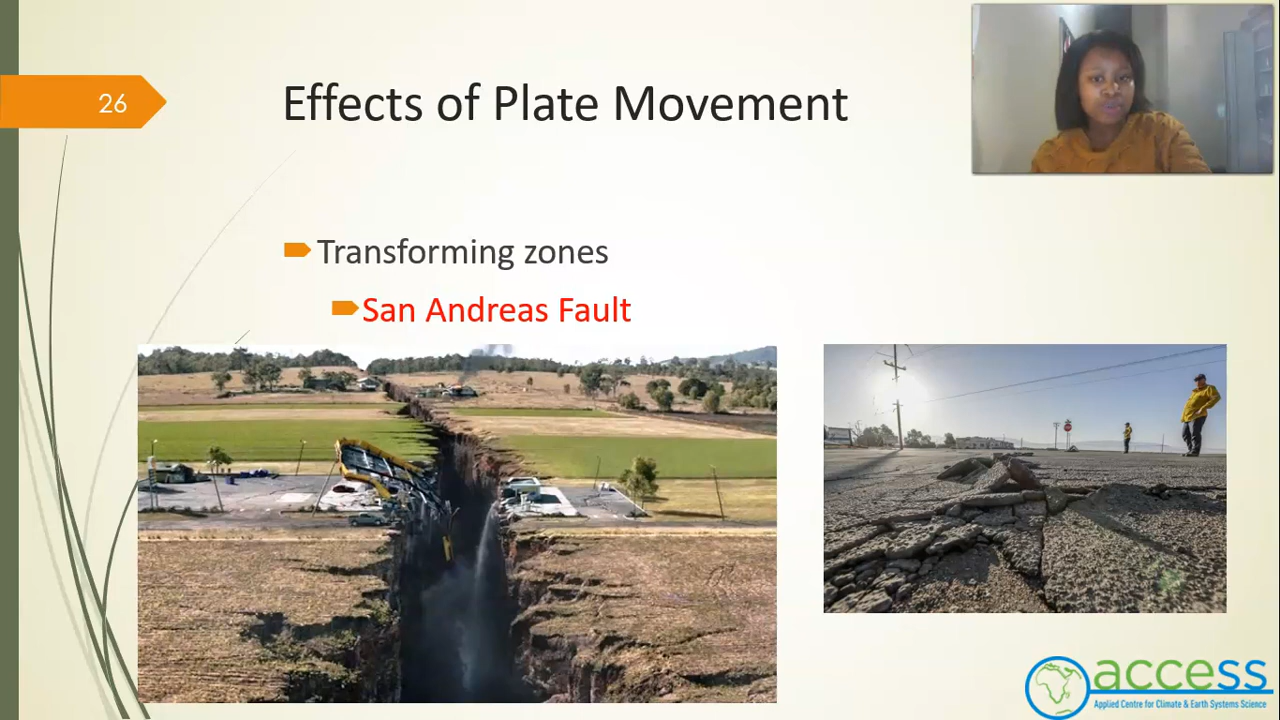 26
Effects of Plate Movement
Transforming zones
San Andreas Fault
access
Applied Centre for Climate & Earth Systems Science